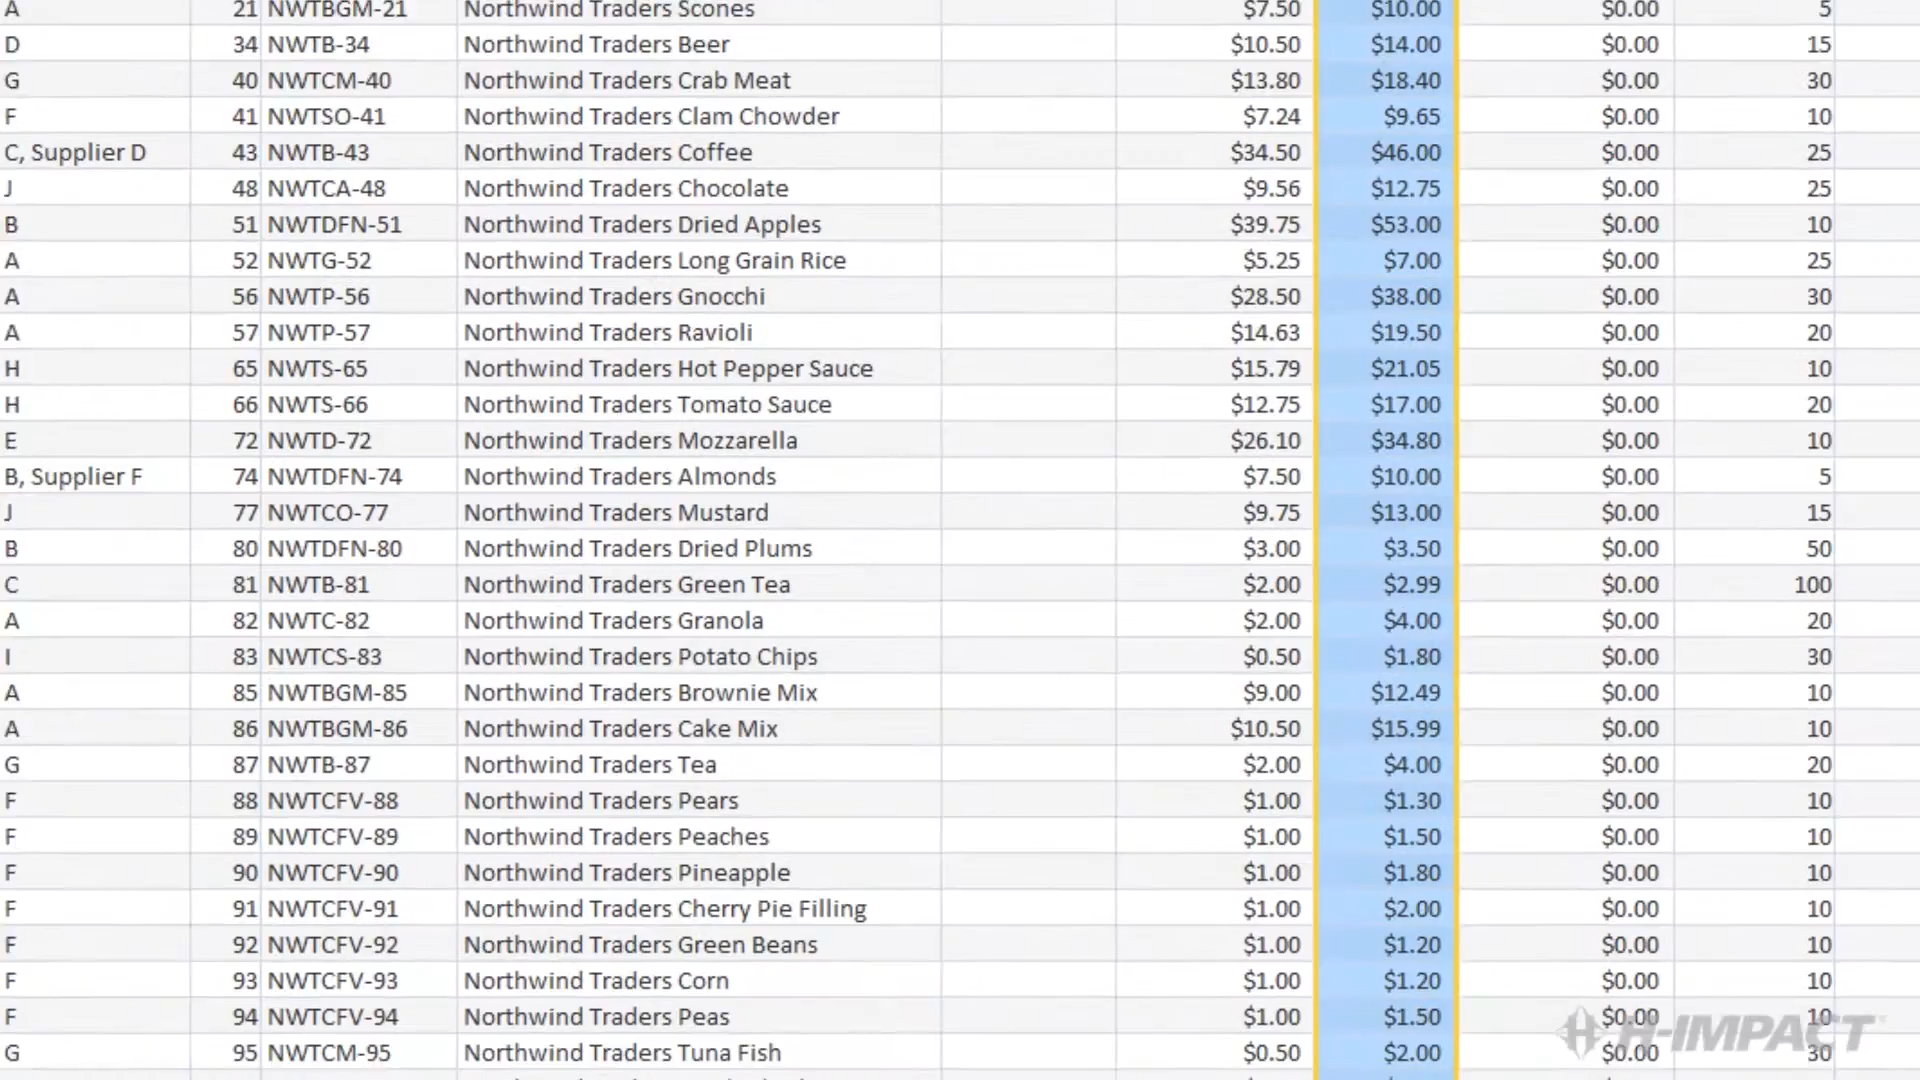 A 21 NWTBGM-21 Northwind Traders Scones $7.50 $10.00 $0.00 5
D 34 NWTB-34 Northwind Traders Beer $10.50 $14.00 $0.00 15
G 40 NWTCM-40 Northwind Traders Crab Meat $13.80 $18.40 $0.00 30
F 41 NWTSO-41 Northwind Traders Clam Chowder $7.24 $9.65 $0.00 10
C, Supplier D 43 NWTB-43 Northwind Traders Coffee $34.50 $46.00 $0.00 25
J 48 NWTCA-48 Northwind Traders Chocolate $9.56 $12.75 $0.00 25
B 51 NWTDFN-51 Northwind Traders Dried Apples $39.75 $53.00 $0.00 10
A 52 NWTG-52 Northwind Traders Long Grain Rice $5.25 $7.00 $0.00 25
A 56 NWTP-56 Northwind Traders Gnocchi $28.50 $38.00 $0.00 30
A 57 NWTP-57 Northwind Traders Ravioli $14.63 $19.50 $0.00 20
H 65 NWTS-65 Northwind Traders Hot Pepper Sauce $15.79 $21.05 $0.00 10
H 66 NWTS-66 Northwind Traders Tomato Sauce $12.75 $17.00 $0.00 20
E 72 NWTD-72 Northwind Traders Mozzarella $26.10 $34.80 $0.00 10
B, Supplier F 74 NWTDFN-74 Northwind Traders Almonds $7.50 $10.00 $0.00 5
J 77 NWTCO-77 Northwind Traders Mustard $9.75 $13.00 $0.00 15
B 80 NWTDFN-80 Northwind Traders Dried Plums $3.00 $3.50 $0.00 50
C 81 NWTB-81 Northwind Traders Green Tea $2.00 $2.99 $0.00 100
A 82 NWTC-82 Northwind Traders Granola $2.00 $4.00 $0.00 20
I 83 NWTCS-83 Northwind Traders Potato Chips $0.50 $1.80 $0.00 30
A 85 NWTBGM-85 Northwind Traders Brownie Mix $9.00 $12.49 $0.00 10
A 86 NWTBGM-86 Northwind Traders Cake Mix $10.50 $15.99 $0.00 10
G 87 NWTB-87 Northwind Traders Tea $2.00 $4.00 $0.00 20
F 88 NWTCFV-88 Northwind Traders Pears $1.00 $1.30 $0.00 10
F 89 NWTCFV-89 Northwind Traders Peaches $1.00 $1.50 $0.00 10
F 90 NWTCFV-90 Northwind Traders Pineapple $1.00 $1.80 $0.00 10
F 91 NWTCFV-91 Northwind Traders Cherry Pie Filling $1.00 $2.00 $0.00 10
F 92 NWTCFV-92 Northwind Traders Green Beans $1.00 $1.20 $0.00 10
F 93 NWTCFV-93 Northwind Traders Corn $1.00 $1.20 $0.00 10
F 94 NWTCFV-94 Northwind Traders Peas $1.00 $1.50 $0.00 10
G 95 NWTCM-95 Northwind Traders Tuna Fish $0.50 $2.00 $0.00 30
H-IMPACT